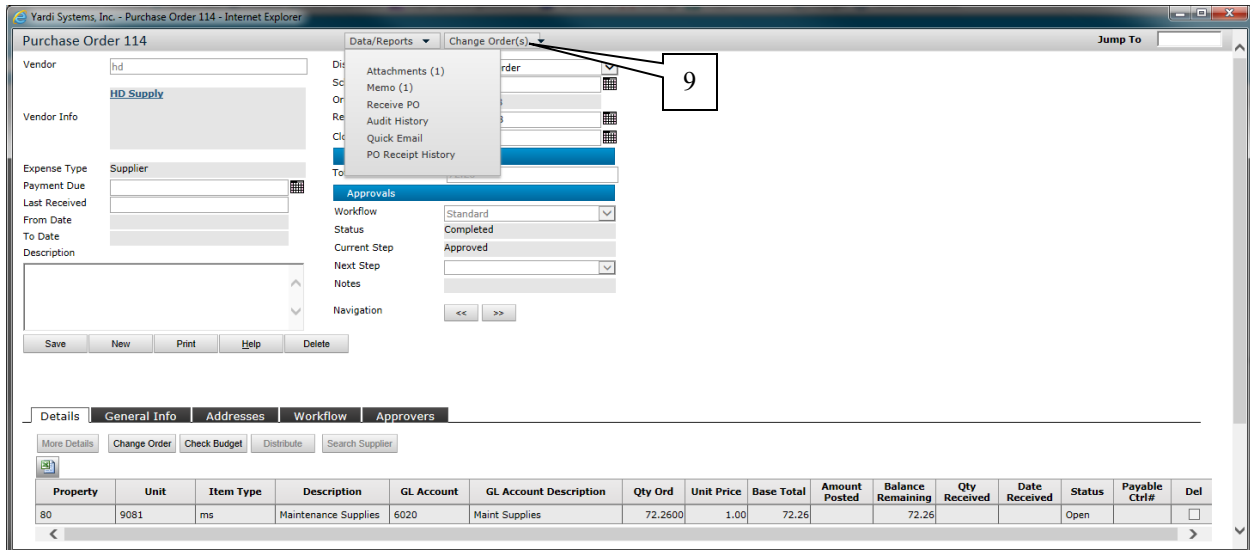 Yardi Systems, Inc. - Purchase Order 114 - Internet Explorer
Purchase Order 114
Data/Reports
Change Order(s)
Jump To
9
Vendor
hd
HD Supply
Vendor Info
Expense Type
Supplier
Payment Due
Last Received
From Date
To Date
Description
Attachments (1)
Memo (1)
Receive PO
Audit History
Quick Email
PO Receipt History
rder
Approvals
Workflow
Standard
Status
Completed
Current Step
Approved
Next Step
Notes
Navigation
<< >>
Save New Print Help Delete
Details General Info Addresses Workflow Approvers
More Details Change Order Check Budget Distribute Search Supplier
Property Unit Item Type Description GL Account GL Account Description Qty Ord Unit Price Base Total Amount Posted Balance Remaining Qty Received Date Received Status Payable Ctrl# Del
80 9081 ms Maintenance Supplies 6020 Maint Supplies 72.2600 1.00 72.26 72.26 Open